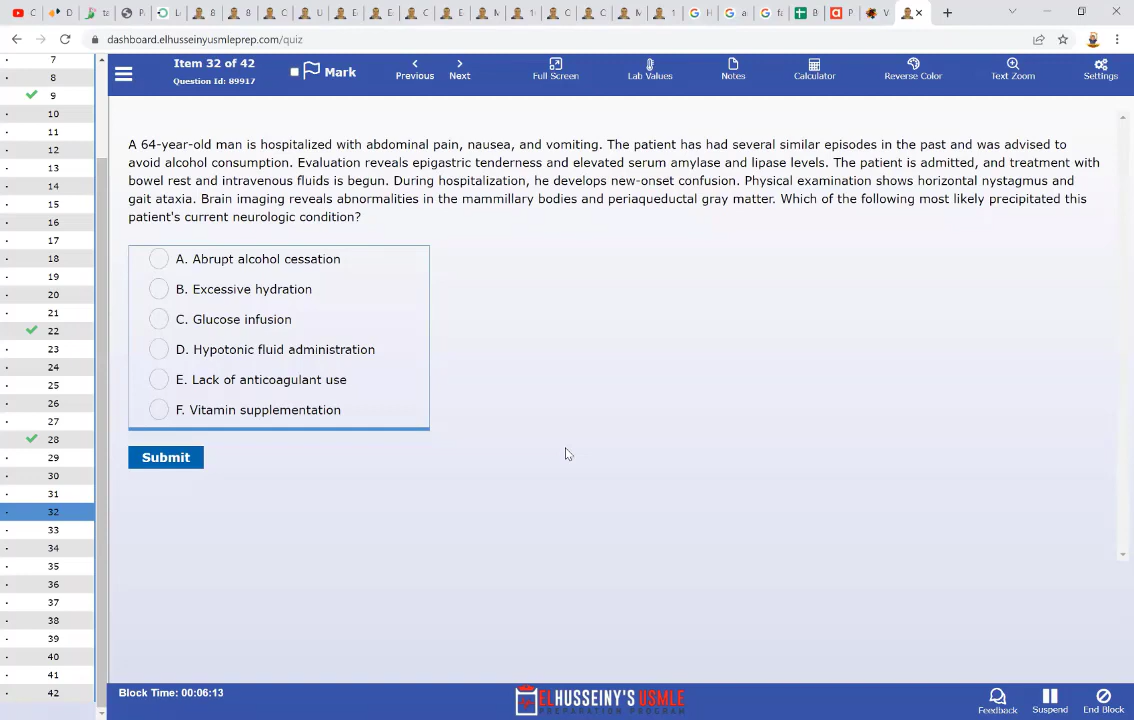 C
D
ta
P
L
8
8
C
U
E
E
C
E
M
1
C
C
M
1
G H
G a
G fa
B
P
V
dashboard.elhusseinyusmleprep.com/quiz
Item 32 of 42
Question Id: 89917
Mark
Previous
Next
Full Screen
Lab Values
Notes
Calculator
Reverse Color
Text Zoom
Settings
7
8
9
10
11
12
13
14
15
16
17
18
19
20
21
22
23
24
25
26
27
28
29
30
31
32
33
34
35
36
37
38
39
40
41
42
A 64-year-old man is hospitalized with abdominal pain, nausea, and vomiting. The patient has had several similar episodes in the past and was advised to
avoid alcohol consumption. Evaluation reveals epigastric tenderness and elevated serum amylase and lipase levels. The patient is admitted, and treatment with
bowel rest and intravenous fluids is begun. During hospitalization, he develops new-onset confusion. Physical examination shows horizontal nystagmus and
gait ataxia. Brain imaging reveals abnormalities in the mammillary bodies and periaqueductal gray matter. Which of the following most likely precipitated this
patient's current neurologic condition?
A. Abrupt alcohol cessation
B. Excessive hydration
C. Glucose infusion
D. Hypotonic fluid administration
E. Lack of anticoagulant use
F. Vitamin supplementation
Submit
Block Time: 00:06:13
ELHUSSEINY'S USMLE
PREPARATION PROGRAM
Feedback
Suspend
End Block